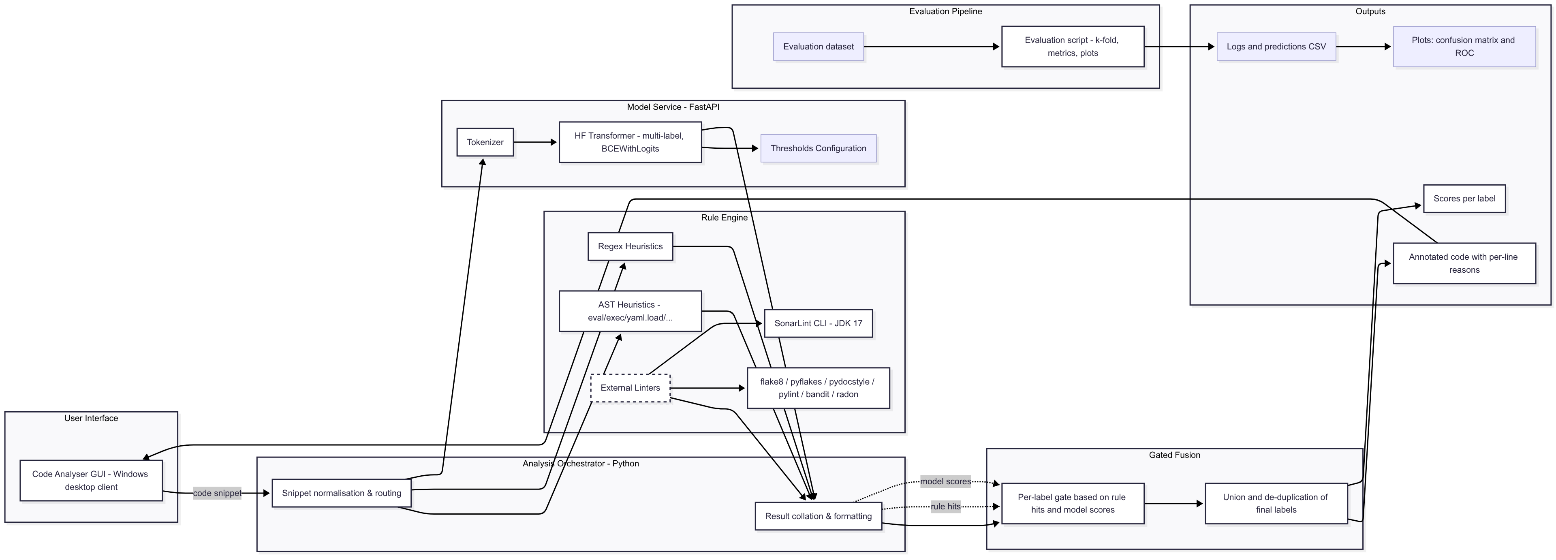 Evaluation Pipeline
Evaluation dataset
Evaluation script - k-fold,
metrics, plots
Outputs
Logs and predictions CSV
Plots: confusion matrix and
ROC
Scores per label
Annotated code with per-line
reasons
Model Service - FastAPI
Tokenizer
HF Transformer - multi-label,
BCEWithLogits
Thresholds Configuration
Rule Engine
Regex Heuristics
AST Heuristics -
eval/exec/yaml.load/...
SonarLint CLI - JDK 17
External Linters
flake8 / pyflakes / pydocstyle /
pylint / bandit / radon
User Interface
Code Analyser GUI - Windows
desktop client
code snippet
Analysis Orchestrator - Python
Snippet normalisation & routing
Result collation & formatting
model scores
rule hits
Gated Fusion
Per-label gate based on rule
hits and model scores
Union and de-duplication of
final labels